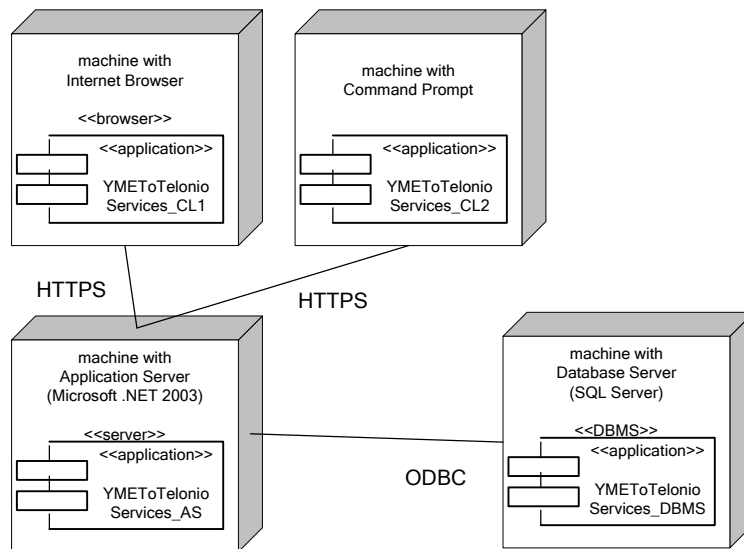 machine with
Internet Browser
<<browser>>
<<application>>
YMEToTelonio
Services_CL1
machine with
Command Prompt
<<application>>
YMEToTelonio
Services_CL2
HTTPS
HTTPS
machine with
Application Server
(Microsoft .NET 2003)
<<server>>
<<application>>
YMEToTelonio
Services_AS
ODBC
machine with
Database Server
(SQL Server)
<<DBMS>>
<<application>>
YMEToTelonio
Services_DBMS